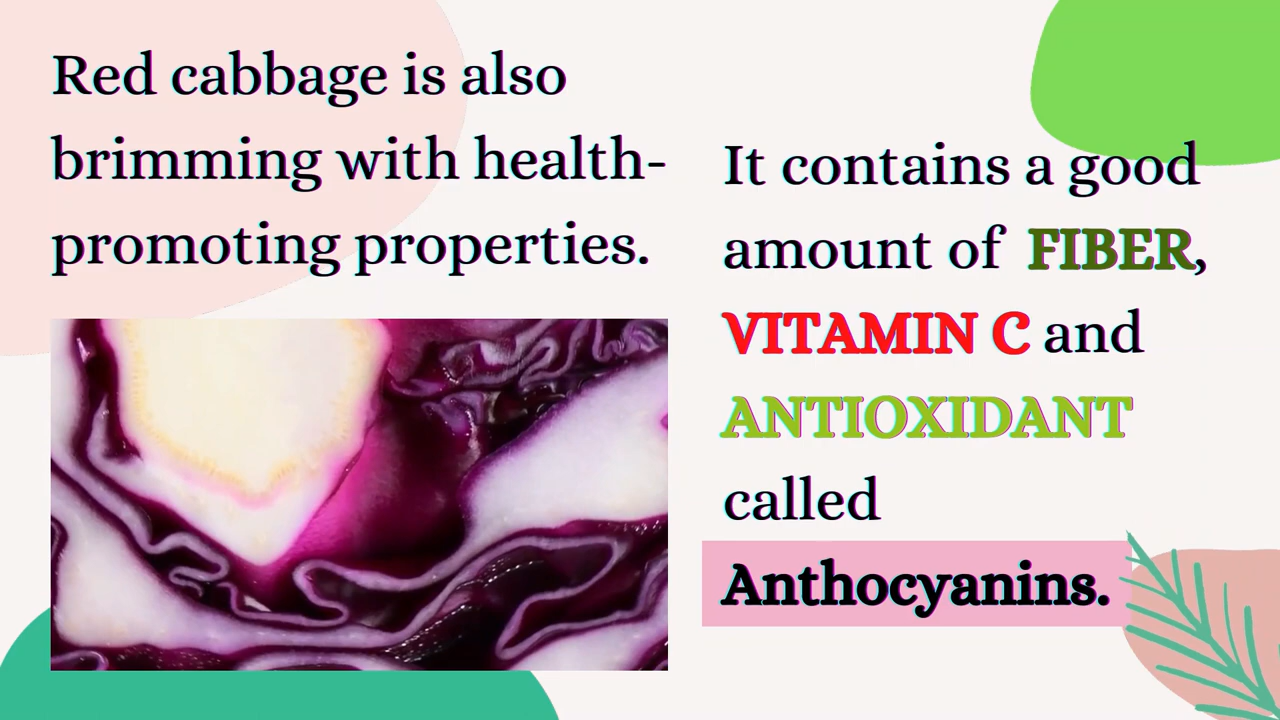 Red cabbage is also
brimming with health-
promoting properties.
It contains a good
amount of FIBER,
VITAMIN C and
ANTIOXIDANT
called
Anthocyanins.